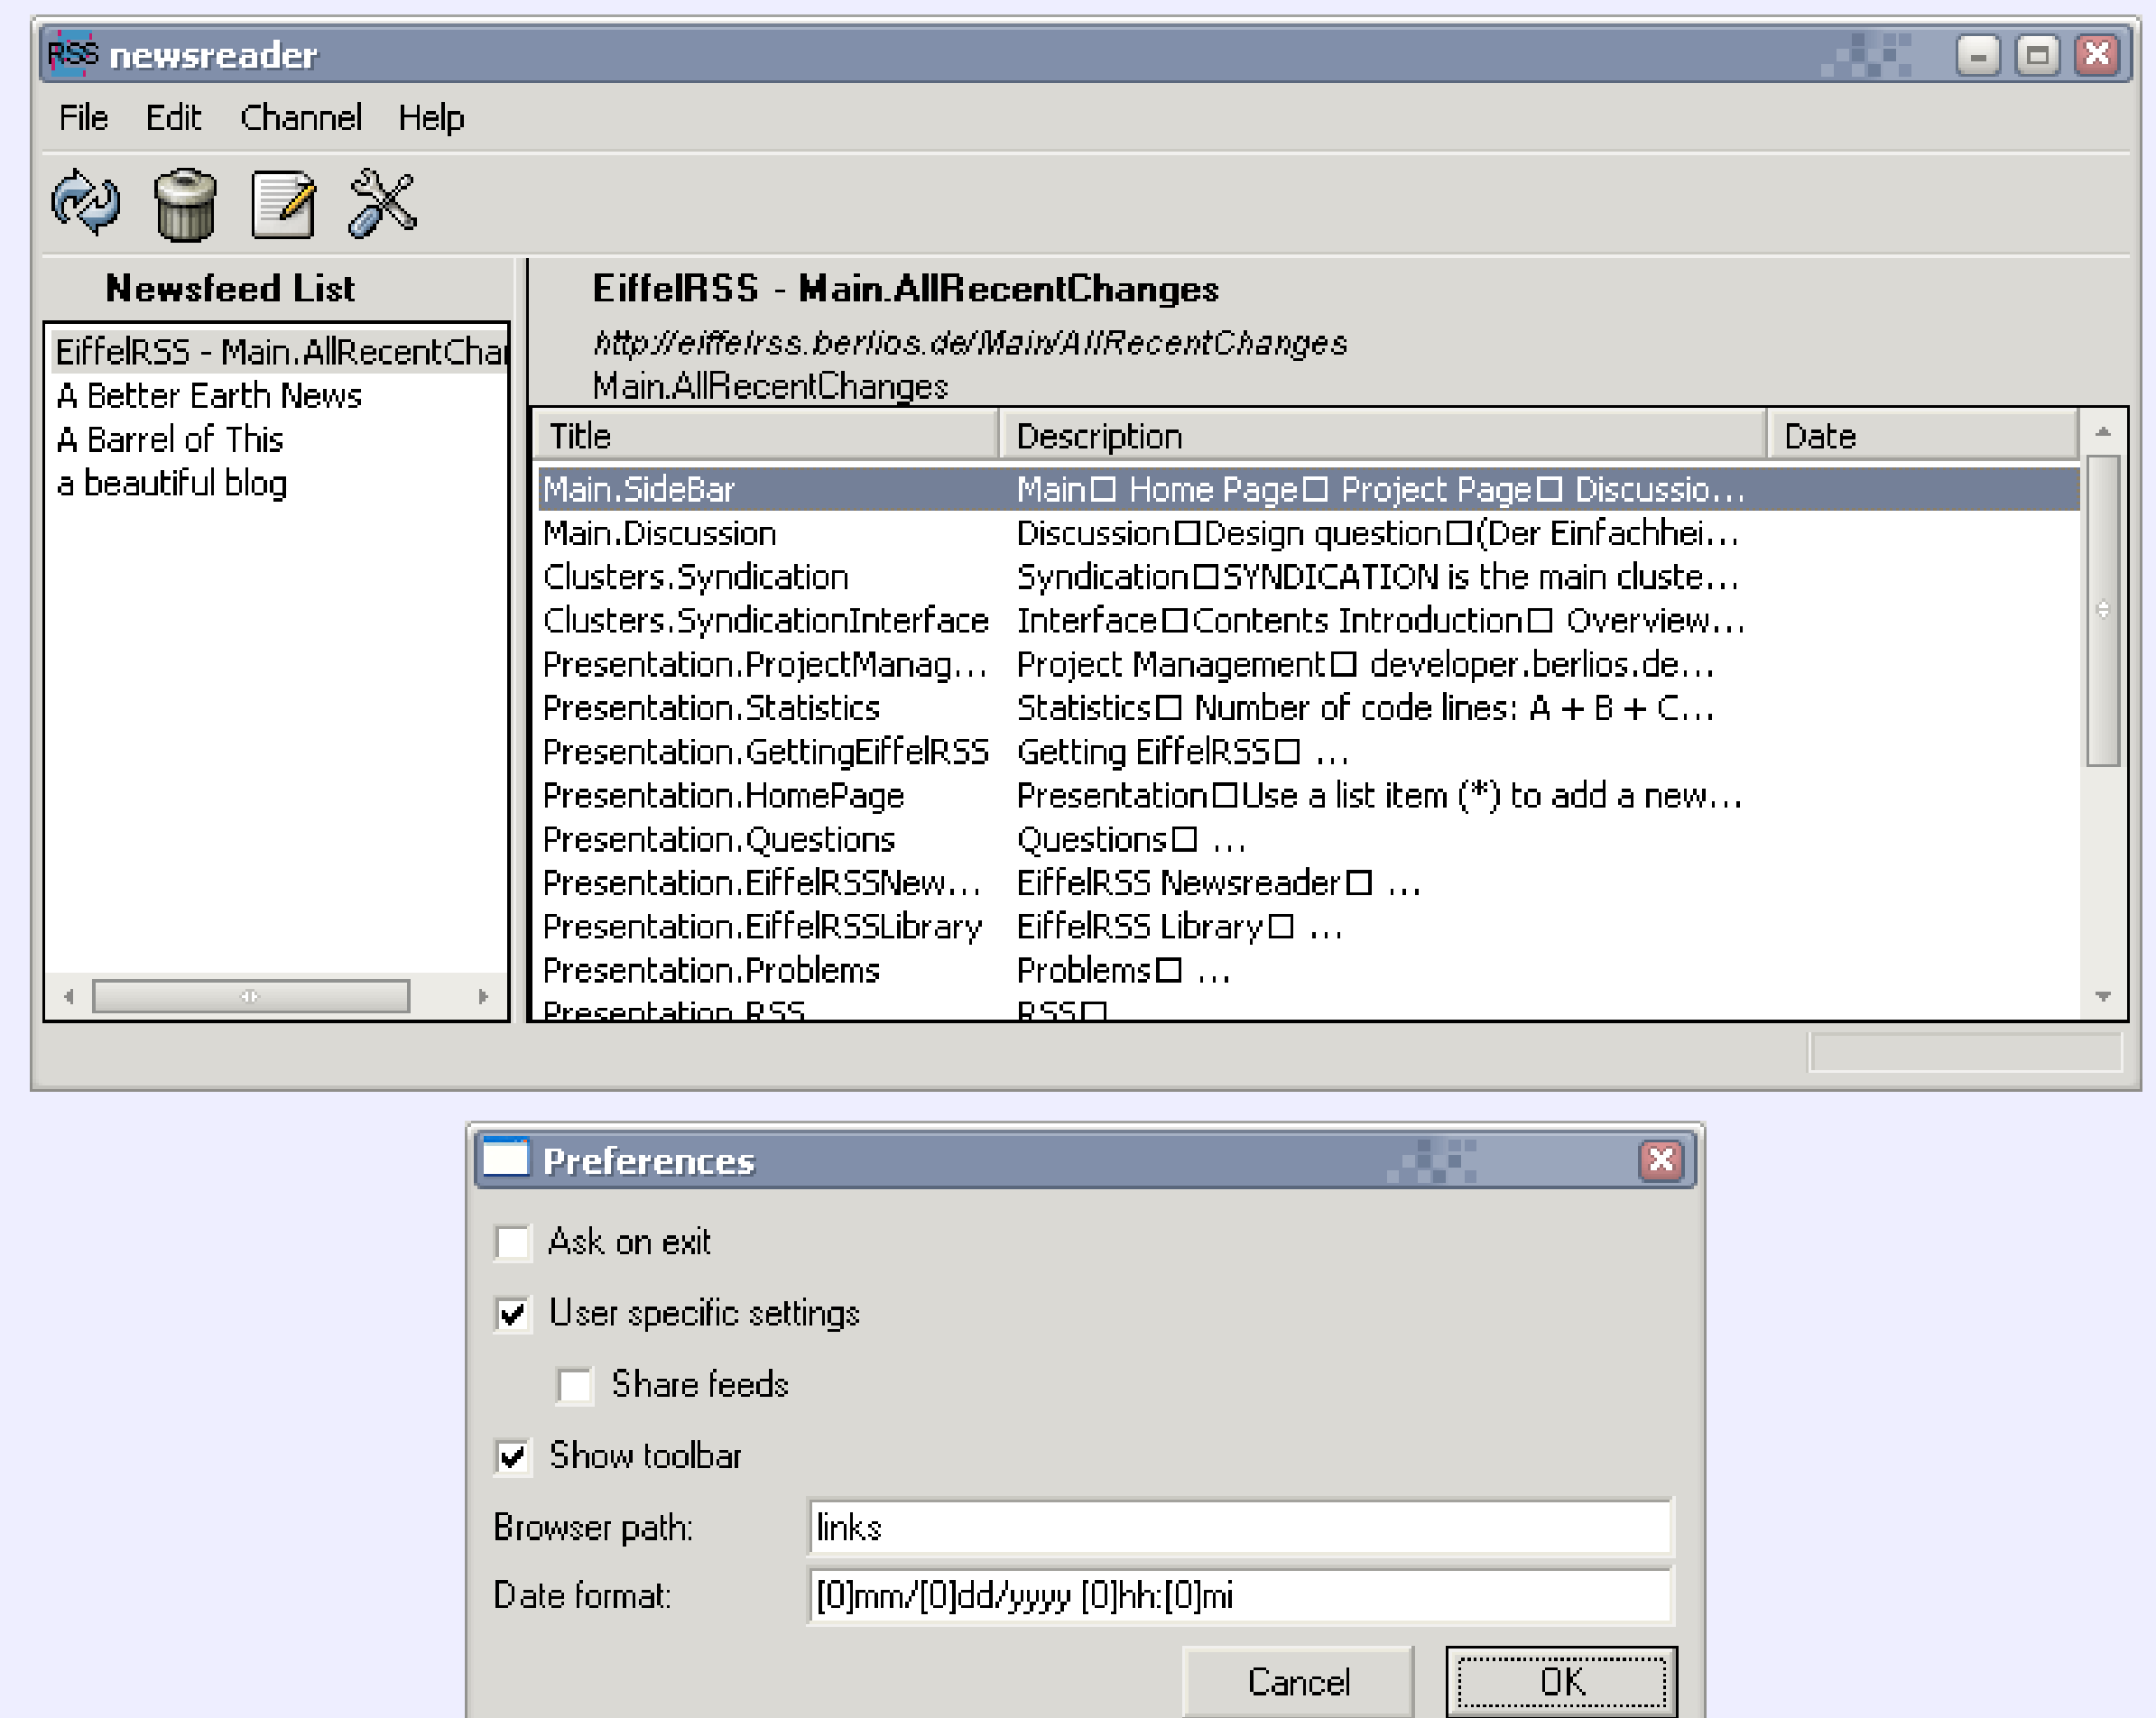 RSS newsreader
File Edit Channel Help
Newsfeed List
EiffelRSS - Main.AllRecentChan
A Better Earth News
A Barrel of This
a beautiful blog
EiffelRSS - Main.AllRecentChanges
http://eiffelrss.berlios.de/Main/AllRecentChanges
Main.AllRecentChanges
Title Description Date
Main.SideBar Main□ Home Page□ Project Page□ Discussio...
Main.Discussion Discussion□Design question□(Der Einfachhei...
Clusters.Syndication Syndication□SYNDICATION is the main cluste...
Clusters.SyndicationInterface Interface□Contents Introduction□ Overview...
Presentation.ProjectManag... Project Management□ developer.berlios.de...
Presentation.Statistics Statistics□ Number of code lines: A + B + C...
Presentation.GettingEiffelRSS Getting EiffelRSS□ ...
Presentation.HomePage Presentation□Use a list item (*) to add a new...
Presentation.Questions Questions□ ...
Presentation.EiffelRSSNew... EiffelRSS Newsreader□ ...
Presentation.EiffelRSSLibrary EiffelRSS Library□ ...
Presentation.Problems Problems□ ...
Presentation.RSS RSS□
Preferences
Ask on exit
User specific settings
Share feeds
Show toolbar
Browser path: links
Date format: [0]mm/[0]dd/yyyy [0]hh:[0]mi
Cancel OK